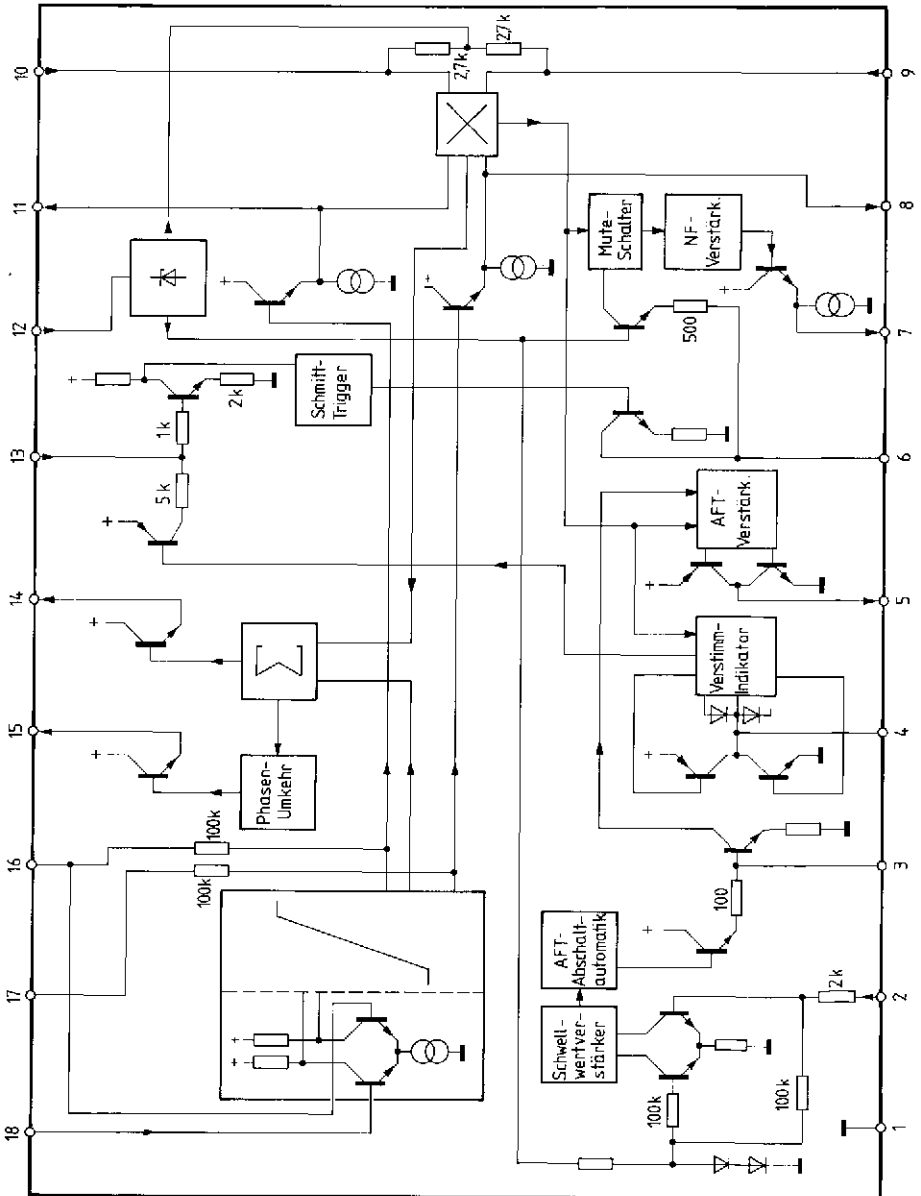 10
11
12
13
14
15
16
17
18
9
8
7
6
5
4
3
2
1
2,7k
2,7k
+
+
+
2k
1k
5k
+
Schmitt-
Trigger
Mute-
Schalter
NF-
Verstärk.
+
500
+
+
Σ
Phasen-
Umkehr
100k
100k
AFT-
Verstärk.
+
Verstimm-
Indikator
+
+
+
AFT-
Abschalt-
automatik
+
100
Schwell-
wertver-
stärker
100k
100k
2k